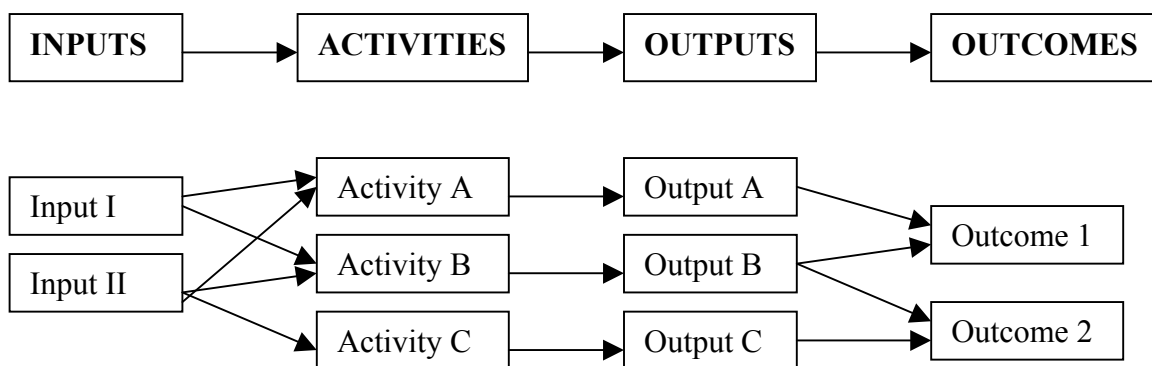 INPUTS
ACTIVITIES
OUTPUTS
OUTCOMES
Input I
Input II
Activity A
Activity B
Activity C
Output A
Output B
Output C
Outcome 1
Outcome 2